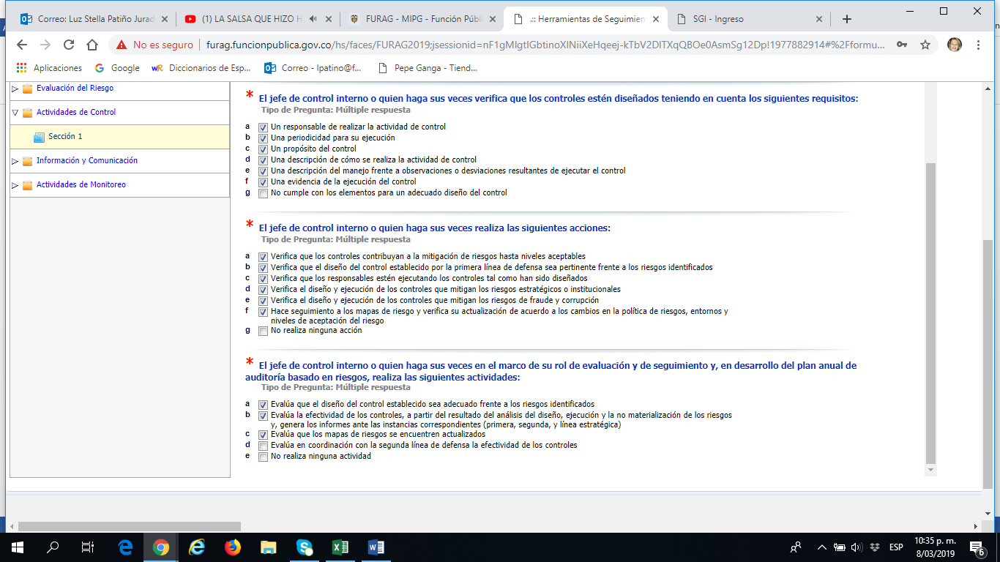 Correo: Luz Stella Patiño Jurad
(1) LA SALSA QUE HIZO H
FURAG - MIPG - Función Públi
.:: Herramientas de Seguimien
SGI - Ingreso
No es seguro
furag.funcionpublica.gov.co/hs/faces/FURAG2019;jsessionid=nF1gMlgtlGbtinoXlNiiXeHqeej-kTbV2DlTXqQBOe0AsmSg12Dp!1977882914#%2Fformu...
Aplicaciones
Google
Diccionarios de Esp...
Correo - lpatino@f...
Pepe Ganga - Tiend...
Evaluación del Riesgo
Actividades de Control
Sección 1
Información y Comunicación
Actividades de Monitoreo
* El jefe de control interno o quien haga sus veces verifica que los controles estén diseñados teniendo en cuenta los siguientes requisitos:
Tipo de Pregunta: Múltiple respuesta
a Un responsable de realizar la actividad de control
b Una periodicidad para su ejecución
c Un propósito del control
d Una descripción de cómo se realiza la actividad de control
e Una descripción del manejo frente a observaciones o desviaciones resultantes de ejecutar el control
f Una evidencia de la ejecución del control
g No cumple con los elementos para un adecuado diseño del control
* El jefe de control interno o quien haga sus veces realiza las siguientes acciones:
Tipo de Pregunta: Múltiple respuesta
a Verifica que los controles contribuyan a la mitigación de riesgos hasta niveles aceptables
b Verifica que el diseño del control establecido por la primera línea de defensa sea pertinente frente a los riesgos identificados
c Verifica que los responsables estén ejecutando los controles tal como han sido diseñados
d Verifica el diseño y ejecución de los controles que mitigan los riesgos estratégicos o institucionales
e Verifica el diseño y ejecución de los controles que mitigan los riesgos de fraude y corrupción
f Hace seguimiento a los mapas de riesgo y verifica su actualización de acuerdo a los cambios en la política de riesgos, entornos y
niveles de aceptación del riesgo
g No realiza ninguna acción
* El jefe de control interno o quien haga sus veces en el marco de su rol de evaluación y de seguimiento y, en desarrollo del plan anual de
auditoría basado en riesgos, realiza las siguientes actividades:
Tipo de Pregunta: Múltiple respuesta
a Evalúa que el diseño del control establecido sea adecuado frente a los riesgos identificados
b Evalúa la efectividad de los controles, a partir del resultado del análisis del diseño, ejecución y la no materialización de los riesgos
y, genera los informes ante las instancias correspondientes (primera, segunda, y línea estratégica)
c Evalúa que los mapas de riesgos se encuentren actualizados
d Evalúa en coordinación con la segunda línea de defensa la efectividad de los controles
e No realiza ninguna actividad
ESP
10:35 p. m.
8/03/2019
6